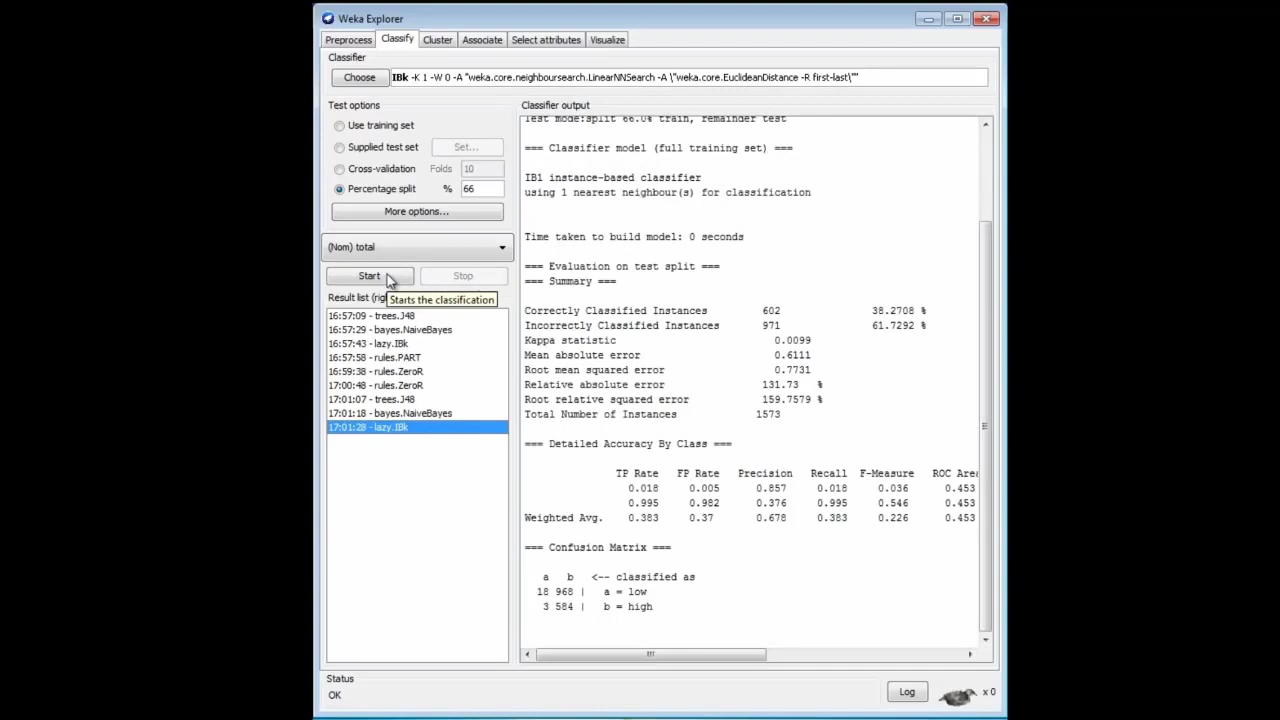 Weka Explorer
Preprocess Classify Cluster Associate Select attributes Visualize
Classifier
Choose IBk -K 1 -W 0 -A "weka.core.neighboursearch.LinearNNSearch -A \"weka.core.EuclideanDistance -R first-last\""
Test options
Use training set
Supplied test set Set...
Cross-validation Folds 10
Percentage split % 66
More options...
(Nom) total
Start Stop
Result list (rig
Starts the classification
16:57:09 - trees.J48
16:57:29 - bayes.NaiveBayes
16:57:43 - lazy.IBk
16:57:58 - rules.PART
16:59:38 - rules.ZeroR
17:00:48 - rules.ZeroR
17:01:07 - trees.J48
17:01:18 - bayes.NaiveBayes
17:01:28 - lazy.IBk
Classifier output
Test mode:split 66.0% train, remainder test
=== Classifier model (full training set) ===
IB1 instance-based classifier
using 1 nearest neighbour(s) for classification
Time taken to build model: 0 seconds
=== Evaluation on test split ===
=== Summary ===
Correctly Classified Instances 602 38.2708 %
Incorrectly Classified Instances 971 61.7292 %
Kappa statistic 0.0099
Mean absolute error 0.6111
Root mean squared error 0.7731
Relative absolute error 131.73 %
Root relative squared error 159.7579 %
Total Number of Instances 1573
=== Detailed Accuracy By Class ===
TP Rate FP Rate Precision Recall F-Measure ROC Area
0.018 0.005 0.857 0.018 0.036 0.453
0.995 0.982 0.376 0.995 0.546 0.453
Weighted Avg. 0.383 0.37 0.678 0.383 0.226 0.453
=== Confusion Matrix ===
a b <-- classified as
18 968 | a = low
3 584 | b = high
Status
OK
Log x 0